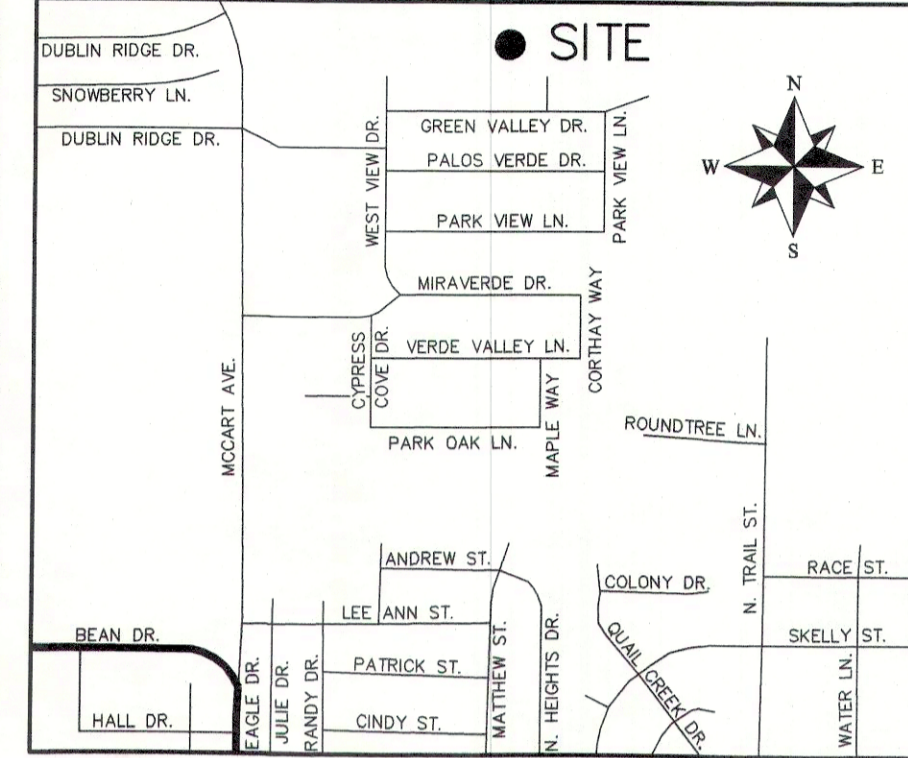 SITE
DUBLIN RIDGE DR.
SNOWBERRY LN.
DUBLIN RIDGE DR.
WEST VIEW DR.
GREEN VALLEY DR.
PALOS VERDE DR.
PARK VIEW LN.
PARK VIEW LN.
N
W
E
S
MIRAVERDE DR.
CORTHAY WAY
CYPRESS
COVE DR.
VERDE VALLEY LN.
MCCART AVE.
PARK OAK LN.
MAPLE WAY
ROUNDTREE LN.
N. TRAIL ST.
ANDREW ST.
COLONY DR.
RACE ST.
LEE ANN ST.
BEAN DR.
SKELLY ST.
QUAIL CREEK DR.
EAGLE DR.
JULIE DR.
RANDY DR.
PATRICK ST.
MATTHEW ST.
N. HEIGHTS DR.
WATER LN.
HALL DR.
CINDY ST.